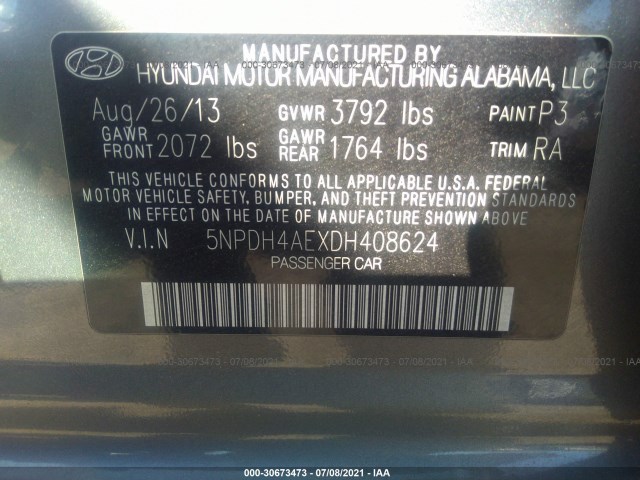 MANUFACTURED BY
HYUNDAI MOTOR MANUFACTURING ALABAMA, LLC
Aug/26/13 GVWR 3792 lbs PAINT P3
GAWR FRONT 2072 lbs GAWR REAR 1764 lbs TRIM RA
THIS VEHICLE CONFORMS TO ALL APPLICABLE U.S.A. FEDERAL
MOTOR VEHICLE SAFETY, BUMPER, AND THEFT PREVENTION STANDARDS
IN EFFECT ON THE DATE OF MANUFACTURE SHOWN ABOVE.
V.I.N 5NPDH4AEXDH408624
PASSENGER CAR
000-30673473 - 07/08/2021 - IAA